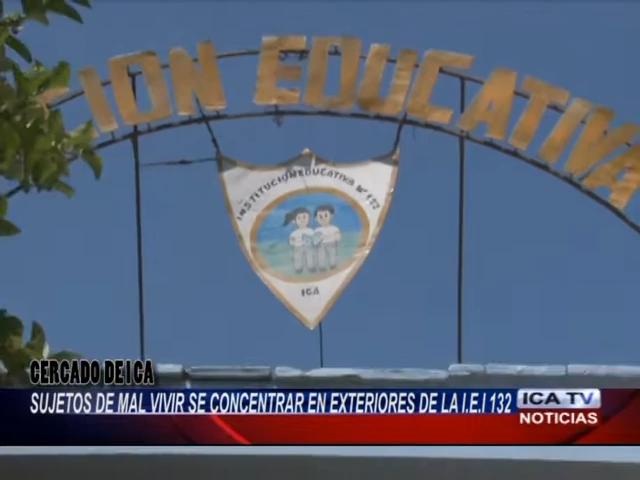 ION EDUCATIVA
INSTITUCION EDUCATIVA Nº 132
ICA
CERCADO DE ICA
SUJETOS DE MAL VIVIR SE CONCENTRAR EN EXTERIORES DE LA I.E.I 132
ICA TV
NOTICIAS